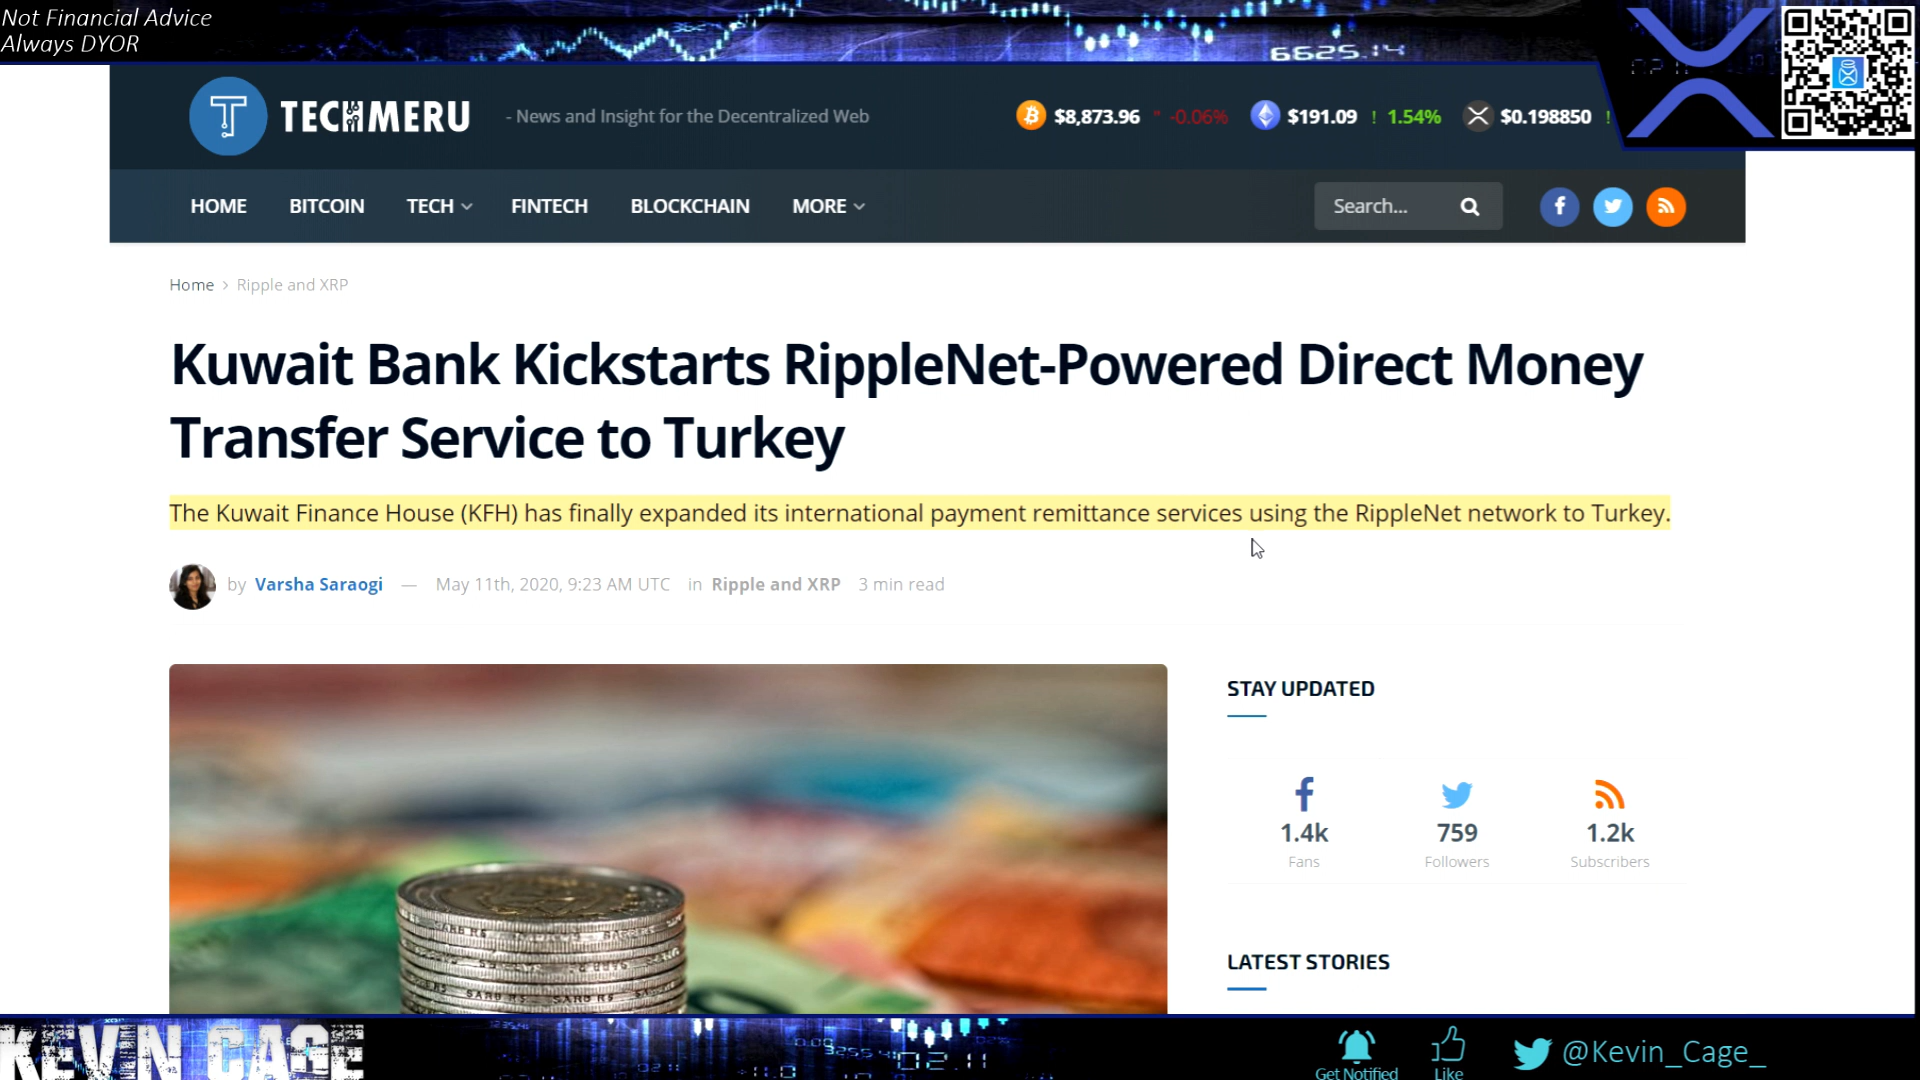 Not Financial Advice
Always DYOR
6625.14
TECHMERU
- News and Insight for the Decentralized Web
$8,873.96 -0.06% $191.09 ! 1.54% $0.198850 !
HOME BITCOIN TECH FINTECH BLOCKCHAIN MORE
Search...
Home > Ripple and XRP
Kuwait Bank Kickstarts RippleNet-Powered Direct Money
Transfer Service to Turkey
The Kuwait Finance House (KFH) has finally expanded its international payment remittance services using the RippleNet network to Turkey.
by Varsha Saraogi — May 11th, 2020, 9:23 AM UTC in Ripple and XRP 3 min read
STAY UPDATED
1.4k 759 1.2k
Fans Followers Subscribers
LATEST STORIES
KEVIN CAGE
02.11
Get Notified
Like
@Kevin_Cage_